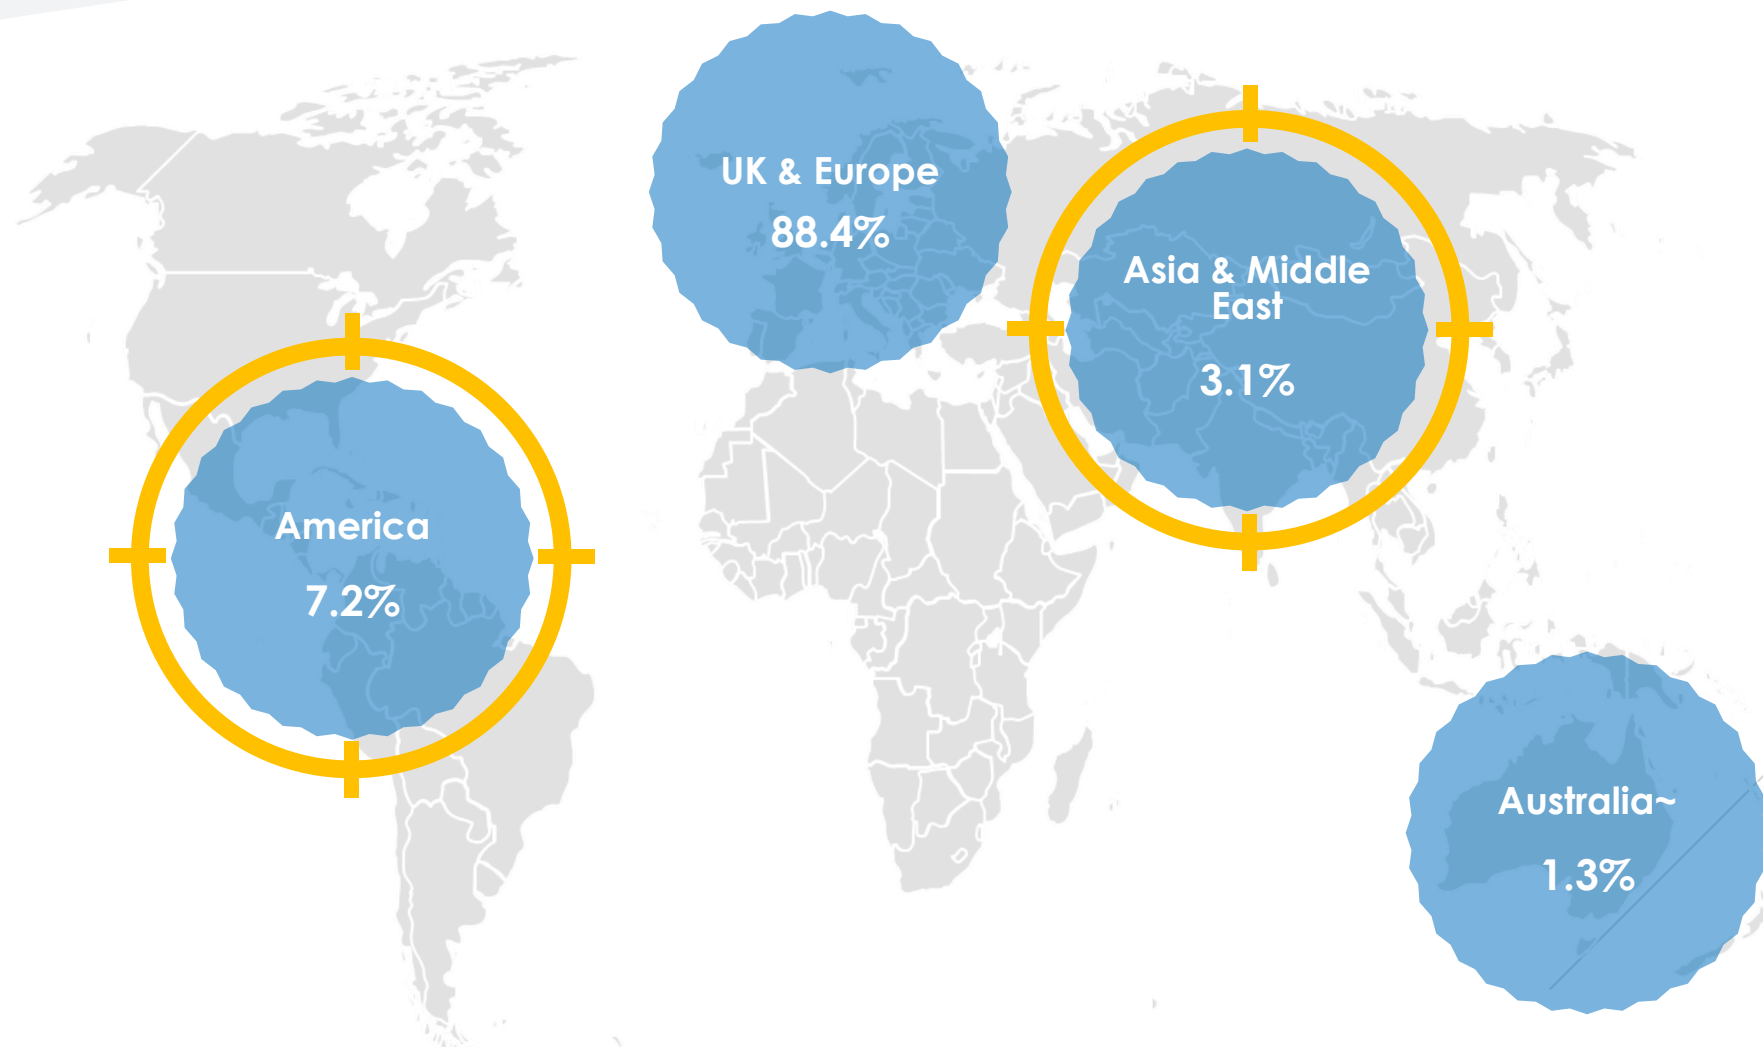 UK & Europe
88.4%
Asia & Middle
East
3.1%
America
7.2%
Australia~
1.3%